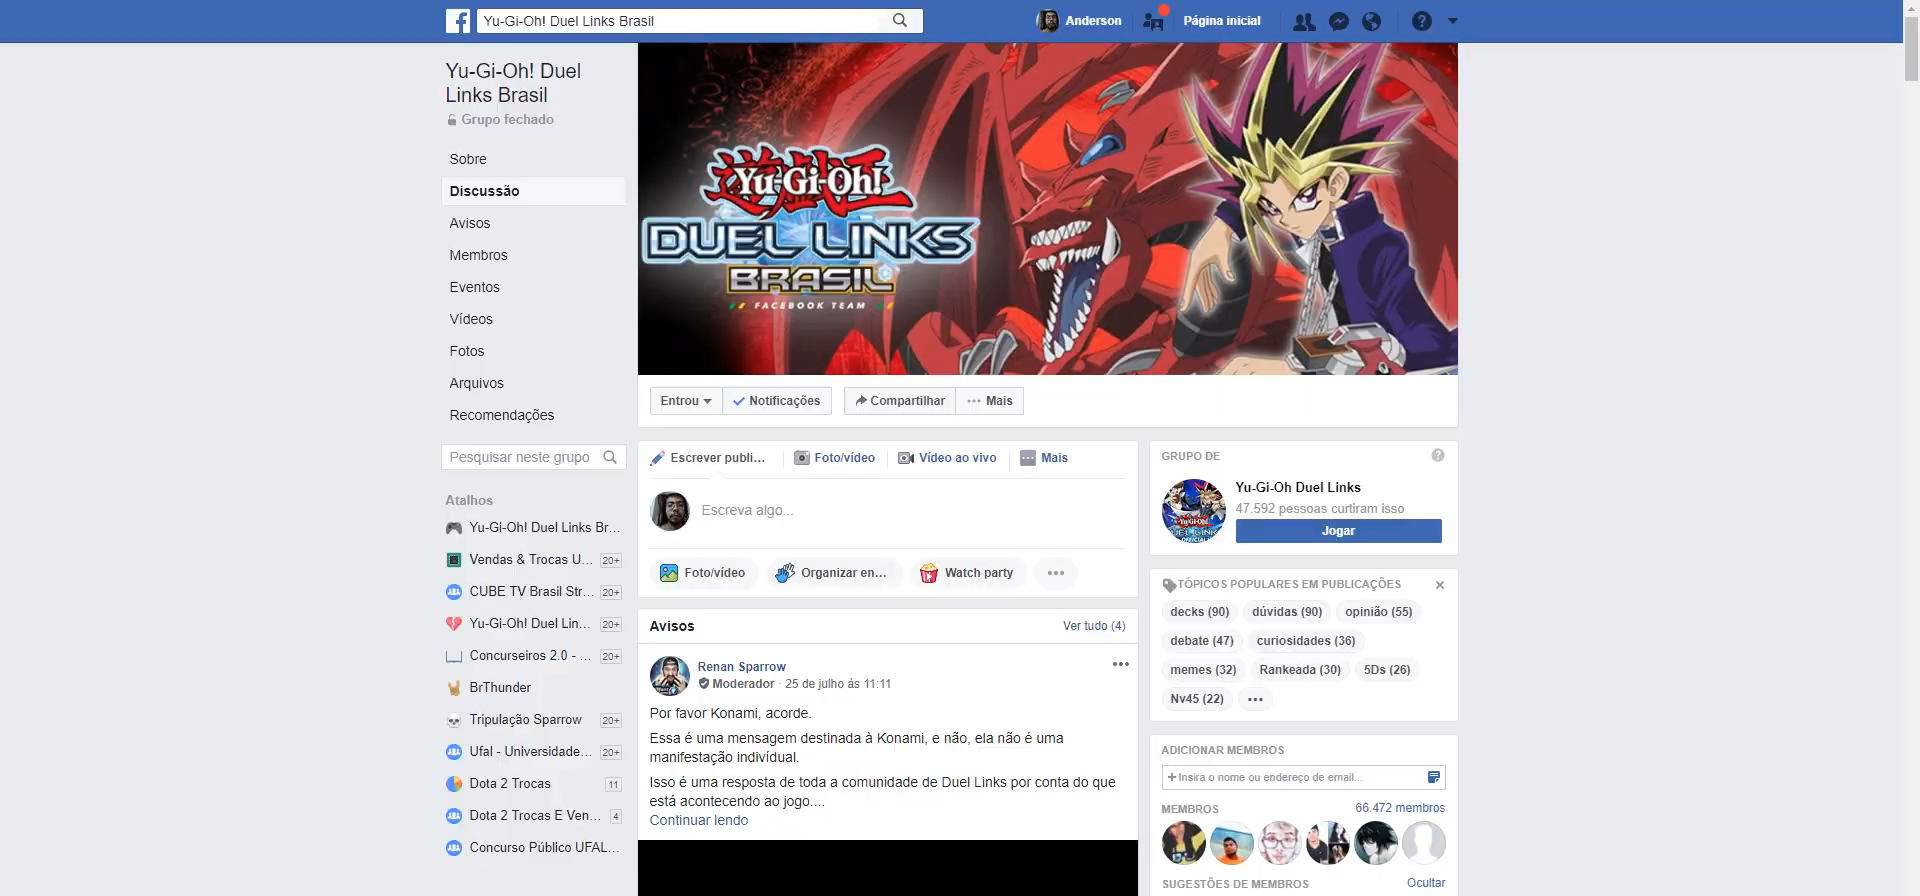 Yu-Gi-Oh! Duel Links Brasil
Anderson
Página inicial
Yu-Gi-Oh! Duel
Links Brasil
Grupo fechado
Sobre
Discussão
Avisos
Membros
Eventos
Vídeos
Fotos
Arquivos
Recomendações
Pesquisar neste grupo
Atalhos
Yu-Gi-Oh! Duel Links Br...
Vendas & Trocas U... 20+
CUBE TV Brasil Str... 20+
Yu-Gi-Oh! Duel Lin... 20+
Concurseiros 2.0 - ... 20+
BrThunder
Tripulação Sparrow 20+
Ufal - Universidade... 20+
Dota 2 Trocas 11
Dota 2 Trocas E Ven... 4
Concurso Público UFAL...
遊戯王
Yu-Gi-Oh!
DUEL LINKS
BRASIL
FACEBOOK TEAM
Entrou
Notificações
Compartilhar
Mais
Escrever publi...
Foto/vídeo
Vídeo ao vivo
Mais
Escreva algo...
Foto/vídeo
Organizar en...
Watch party
Avisos
Ver tudo (4)
Renan Sparrow
Moderador · 25 de julho às 11:11
Por favor Konami, acorde.
Essa é uma mensagem destinada à Konami, e não, ela não é uma
manifestação indivídual.
Isso é uma resposta de toda a comunidade de Duel Links por conta do que
está acontecendo ao jogo....
Continuar lendo
GRUPO DE
Yu-Gi-Oh Duel Links
47.592 pessoas curtiram isso
Jogar
Yu-Gi-Oh!
DUEL LINKS
OFFICIAL
TÓPICOS POPULARES EM PUBLICAÇÕES
decks (90) dúvidas (90) opinião (55)
debate (47) curiosidades (36)
memes (32) Rankeada (30) 5Ds (26)
Nv45 (22)
ADICIONAR MEMBROS
+ Insira o nome ou endereço de email...
MEMBROS
66.472 membros
SUGESTÕES DE MEMBROS
Ocultar